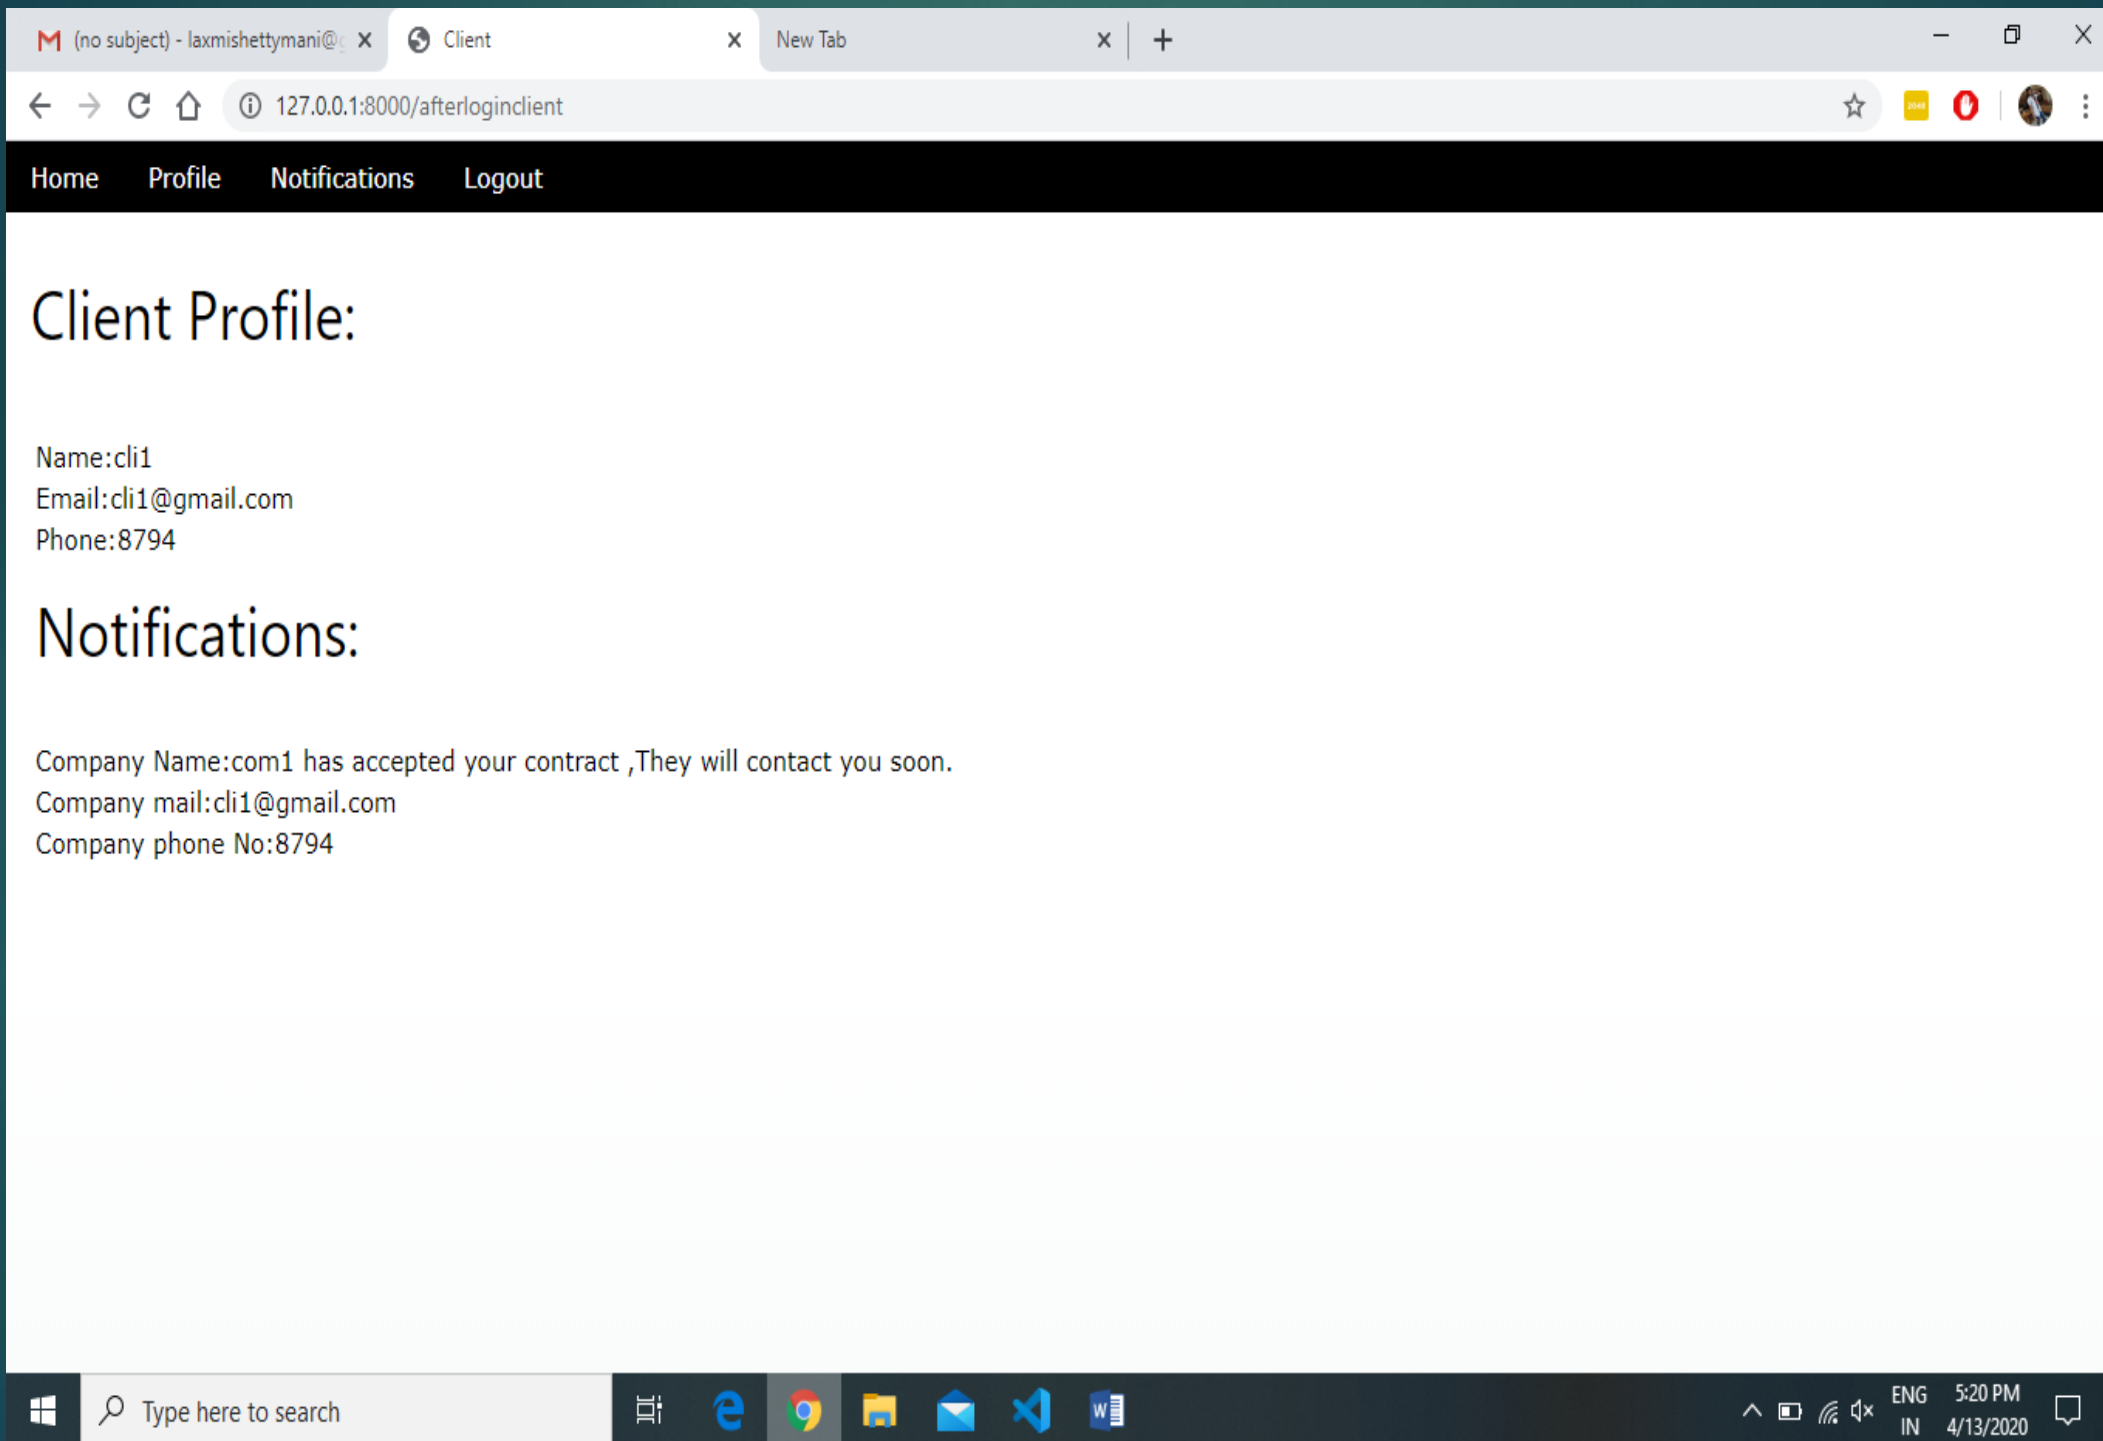 (no subject) - laxmishettymani@
Client
New Tab
127.0.0.1:8000/afterloginclient
2048
Home Profile Notifications Logout
Client Profile:
Name:cli1
Email:cli1@gmail.com
Phone:8794
Notifications:
Company Name:com1 has accepted your contract ,They will contact you soon.
Company mail:cli1@gmail.com
Company phone No:8794
Type here to search
ENG
IN
5:20 PM
4/13/2020